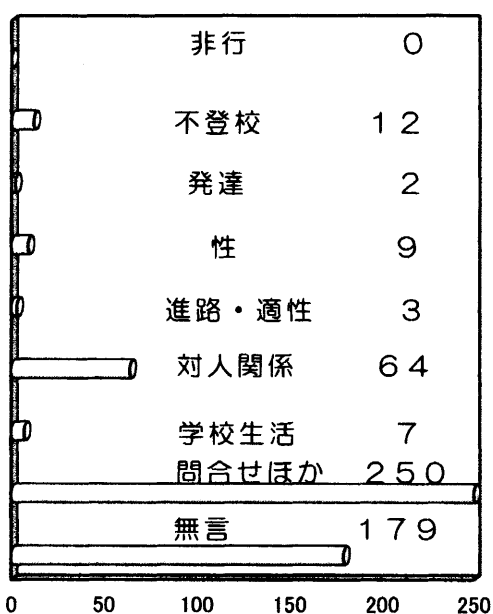 非行 0
不登校 12
発達 2
性 9
進路・適性 3
対人関係 64
学校生活 7
問合せほか 250
無言 179
0 50 100 150 200 250